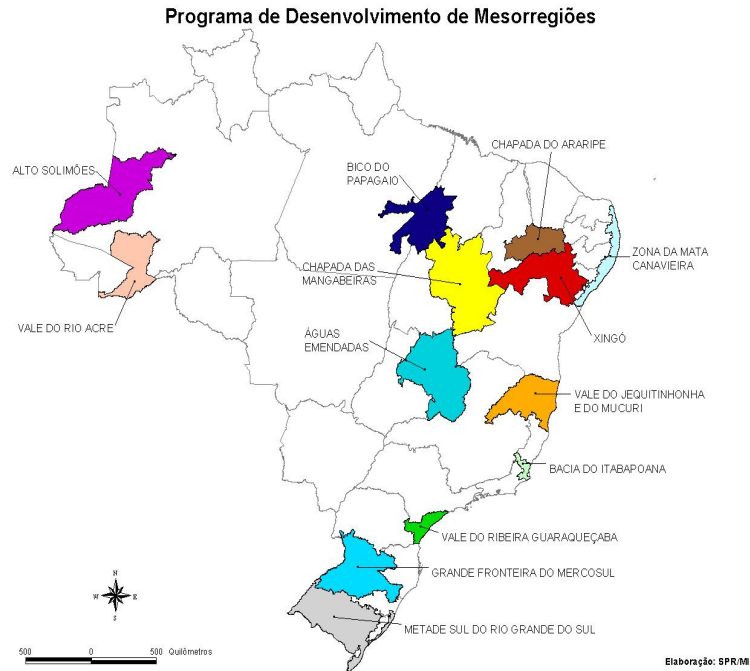 Programa de Desenvolvimento de Mesorregiões
CHAPADA DO ARARIPE
ALTO SOLIMÕES
BICO DO
PAPAGAIO
ZONA DA MATA
CANAVIEIRA
CHAPADA DAS
MANGABEIRAS
VALE DO RIO ACRE
XINGÓ
ÁGUAS
EMENDADAS
VALE DO JEQUITINHONHA
E DO MUCURI
BACIA DO ITABAPOANA
VALE DO RIBEIRA GUARAQUEÇABA
GRANDE FRONTEIRA DO MERCOSUL
N
W E
S
METADE SUL DO RIO GRANDE DO SUL
500 0 500 Quilômetros
Elaboração: SPR/MI